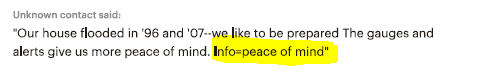 Unknown contact said:
"Our house flooded in '96 and '07--we like to be prepared The gauges and
alerts give us more peace of mind. Info=peace of mind"